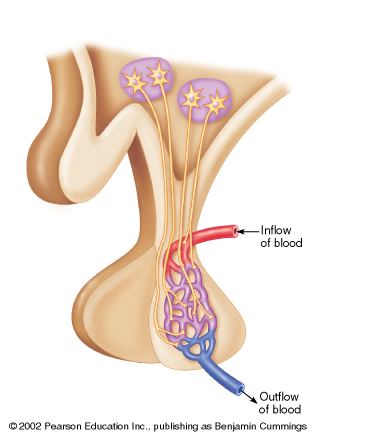 Inflow
of blood
Outflow
of blood
© 2002 Pearson Education Inc., publishing as Benjamin Cummings